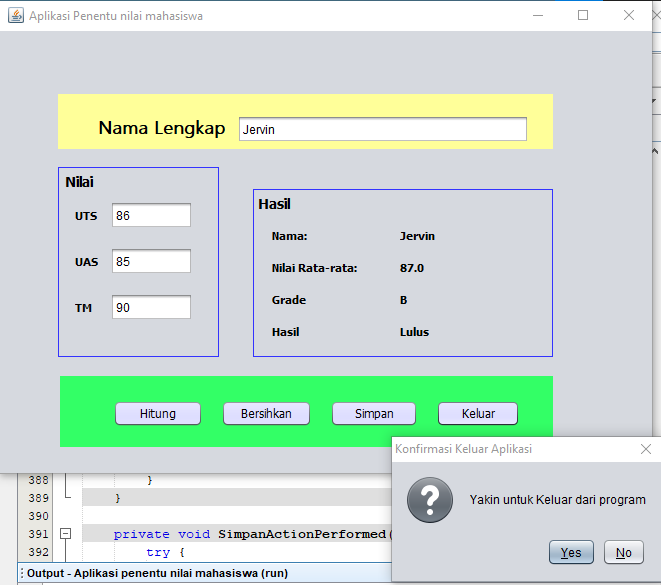 Aplikasi Penentu nilai mahasiswa
Nama Lengkap Jervin
Nilai
UTS 86
UAS 85
TM 90
Hasil
Nama: Jervin
Nilai Rata-rata: 87.0
Grade B
Hasil Lulus
Hitung Bersihkan Simpan Keluar
Konfirmasi Keluar Aplikasi
Yakin untuk Keluar dari program
Yes No
388 }
389 }
390
391 private void SimpanActionPerformed(
392 try {
Output - Aplikasi penentu nilai mahasiswa (run)